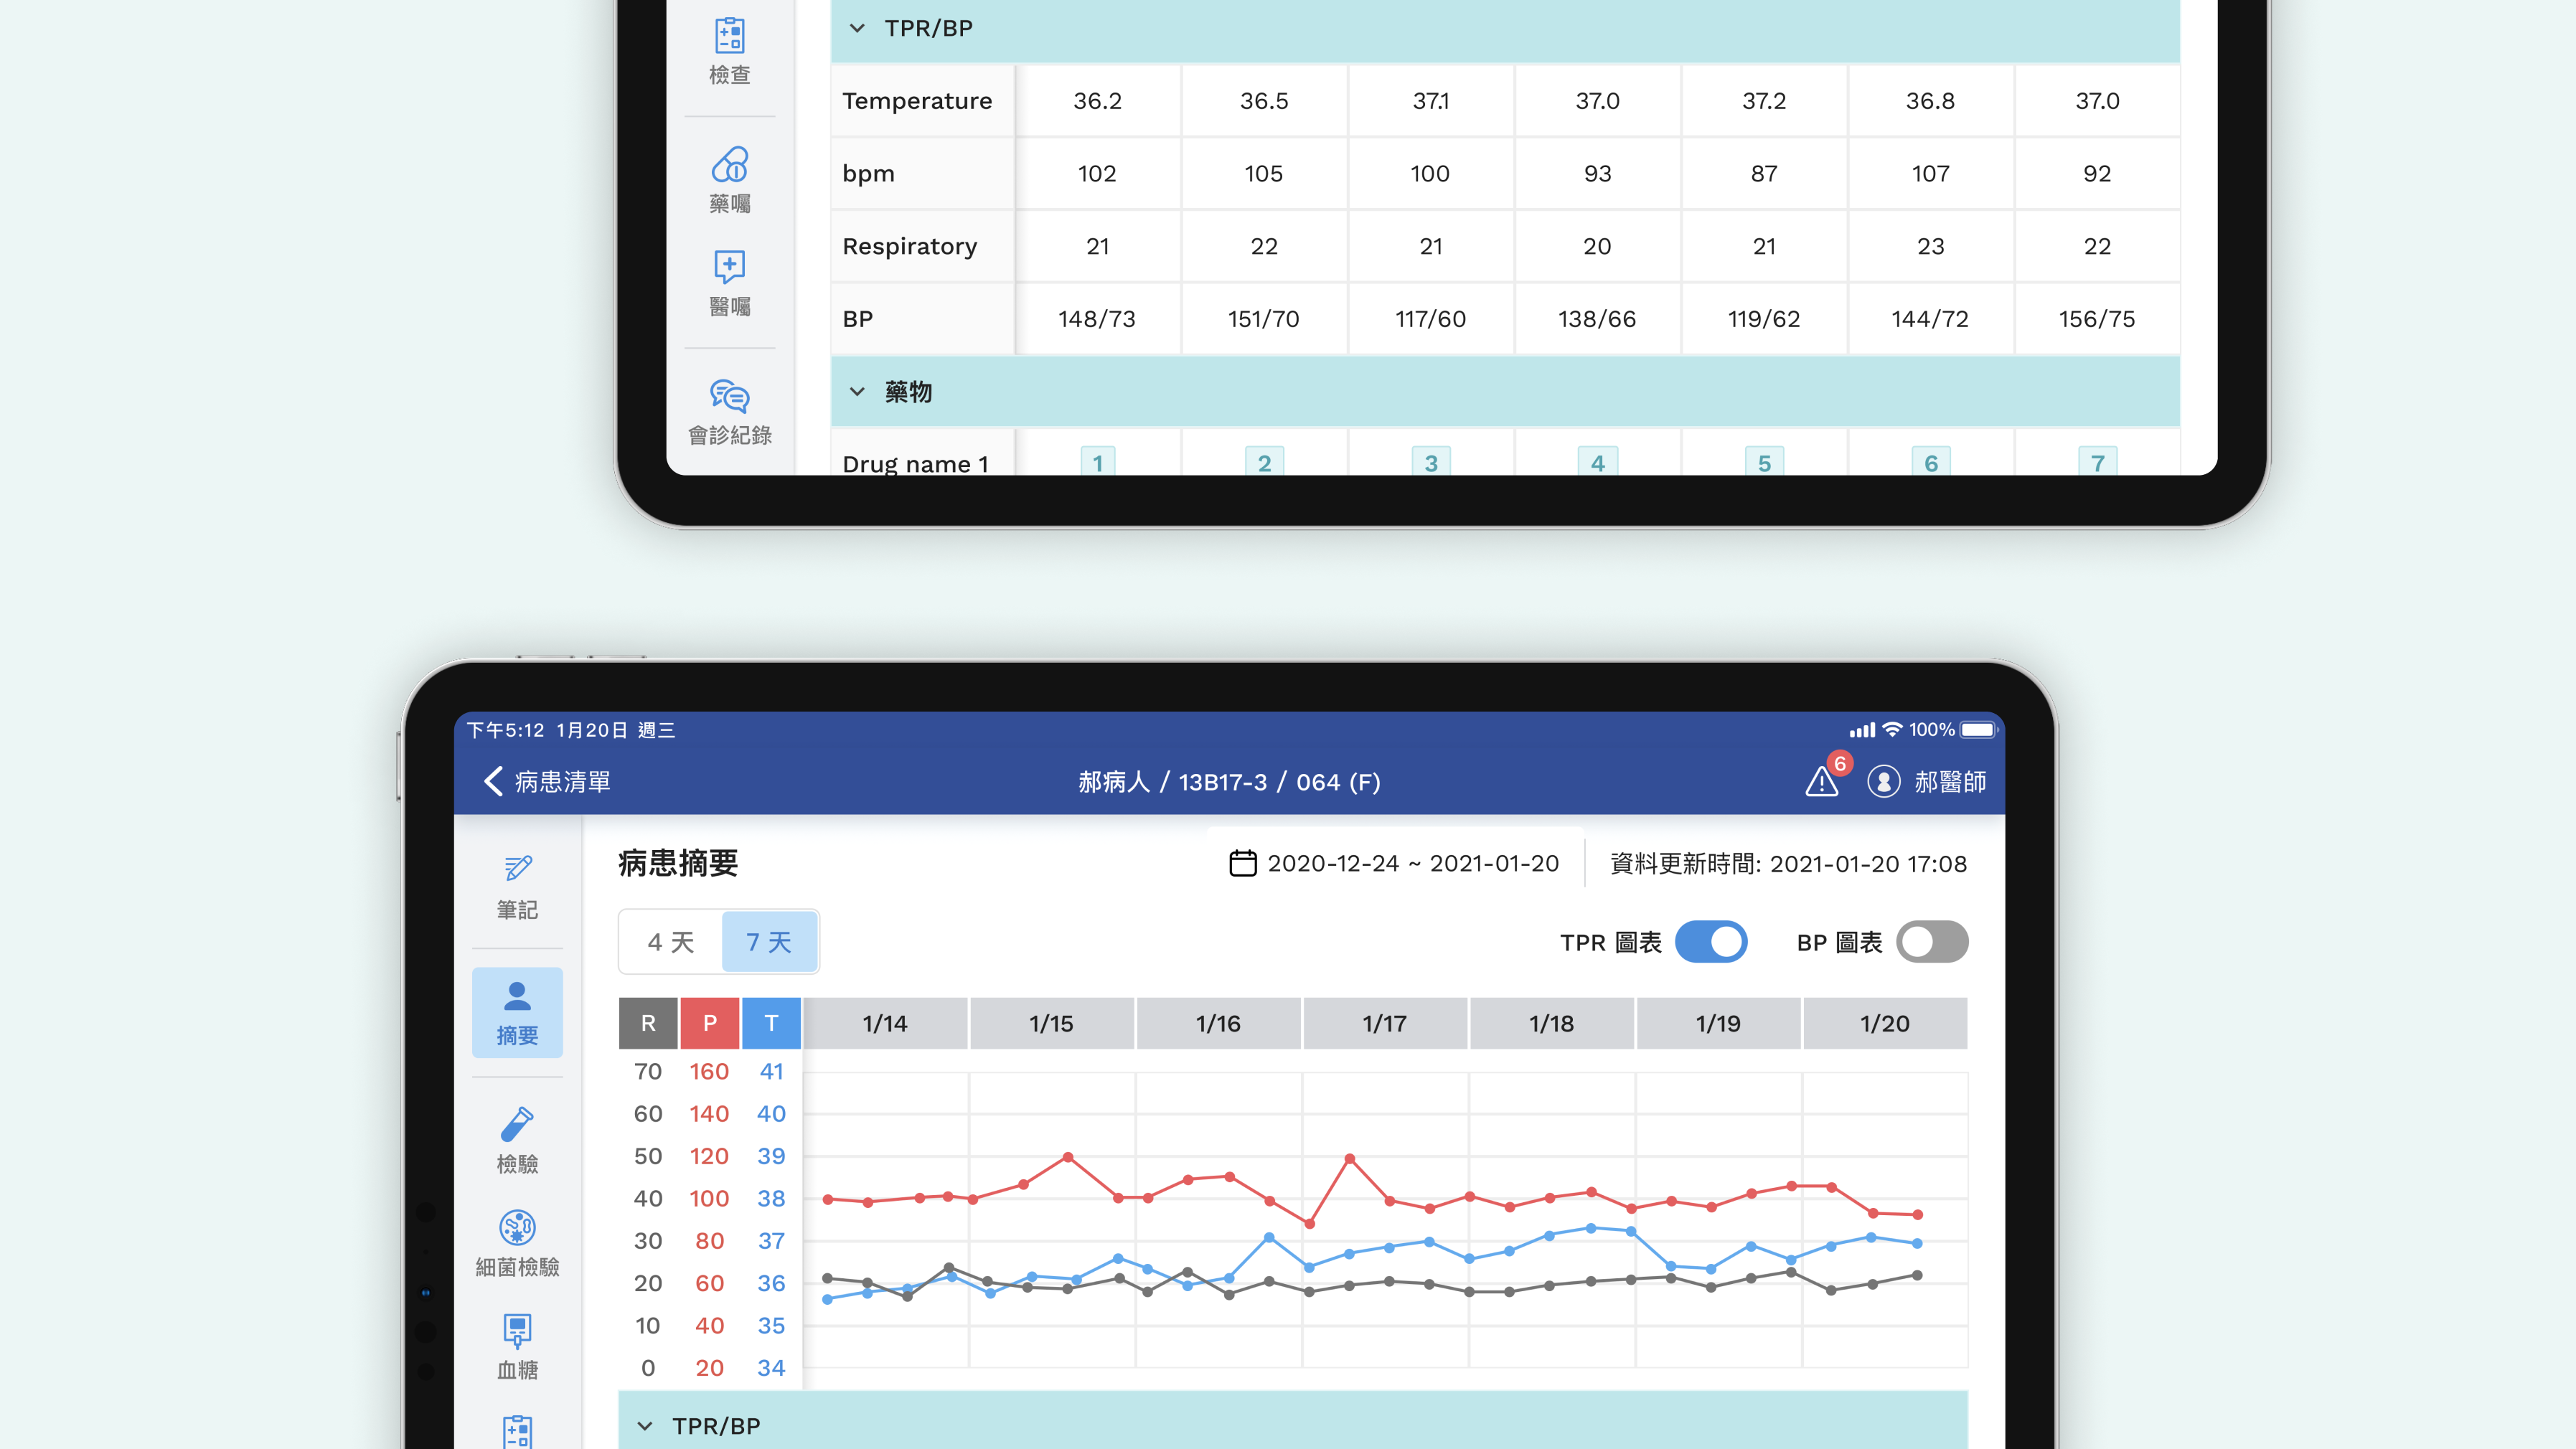 TPR/BP
檢查
Temperature 36.2 36.5 37.1 37.0 37.2 36.8 37.0
bpm 102 105 100 93 87 107 92
藥囑
Respiratory 21 22 21 20 21 23 22
醫囑
BP 148/73 151/70 117/60 138/66 119/62 144/72 156/75
藥物
會診紀錄
Drug name 1 1 2 3 4 5 6 7
下午5:12 1月20日 週三 100%
病患清單 郝病人 / 13B17-3 / 064 (F) 6 郝醫師
筆記
病患摘要 2020-12-24 ~ 2021-01-20 資料更新時間: 2021-01-20 17:08
4 天 7 天 TPR 圖表 BP 圖表
摘要
R P T 1/14 1/15 1/16 1/17 1/18 1/19 1/20
70 160 41
60 140 40
檢驗
50 120 39
40 100 38
30 80 37
細菌檢驗
20 60 36
10 40 35
血糖
0 20 34
TPR/BP